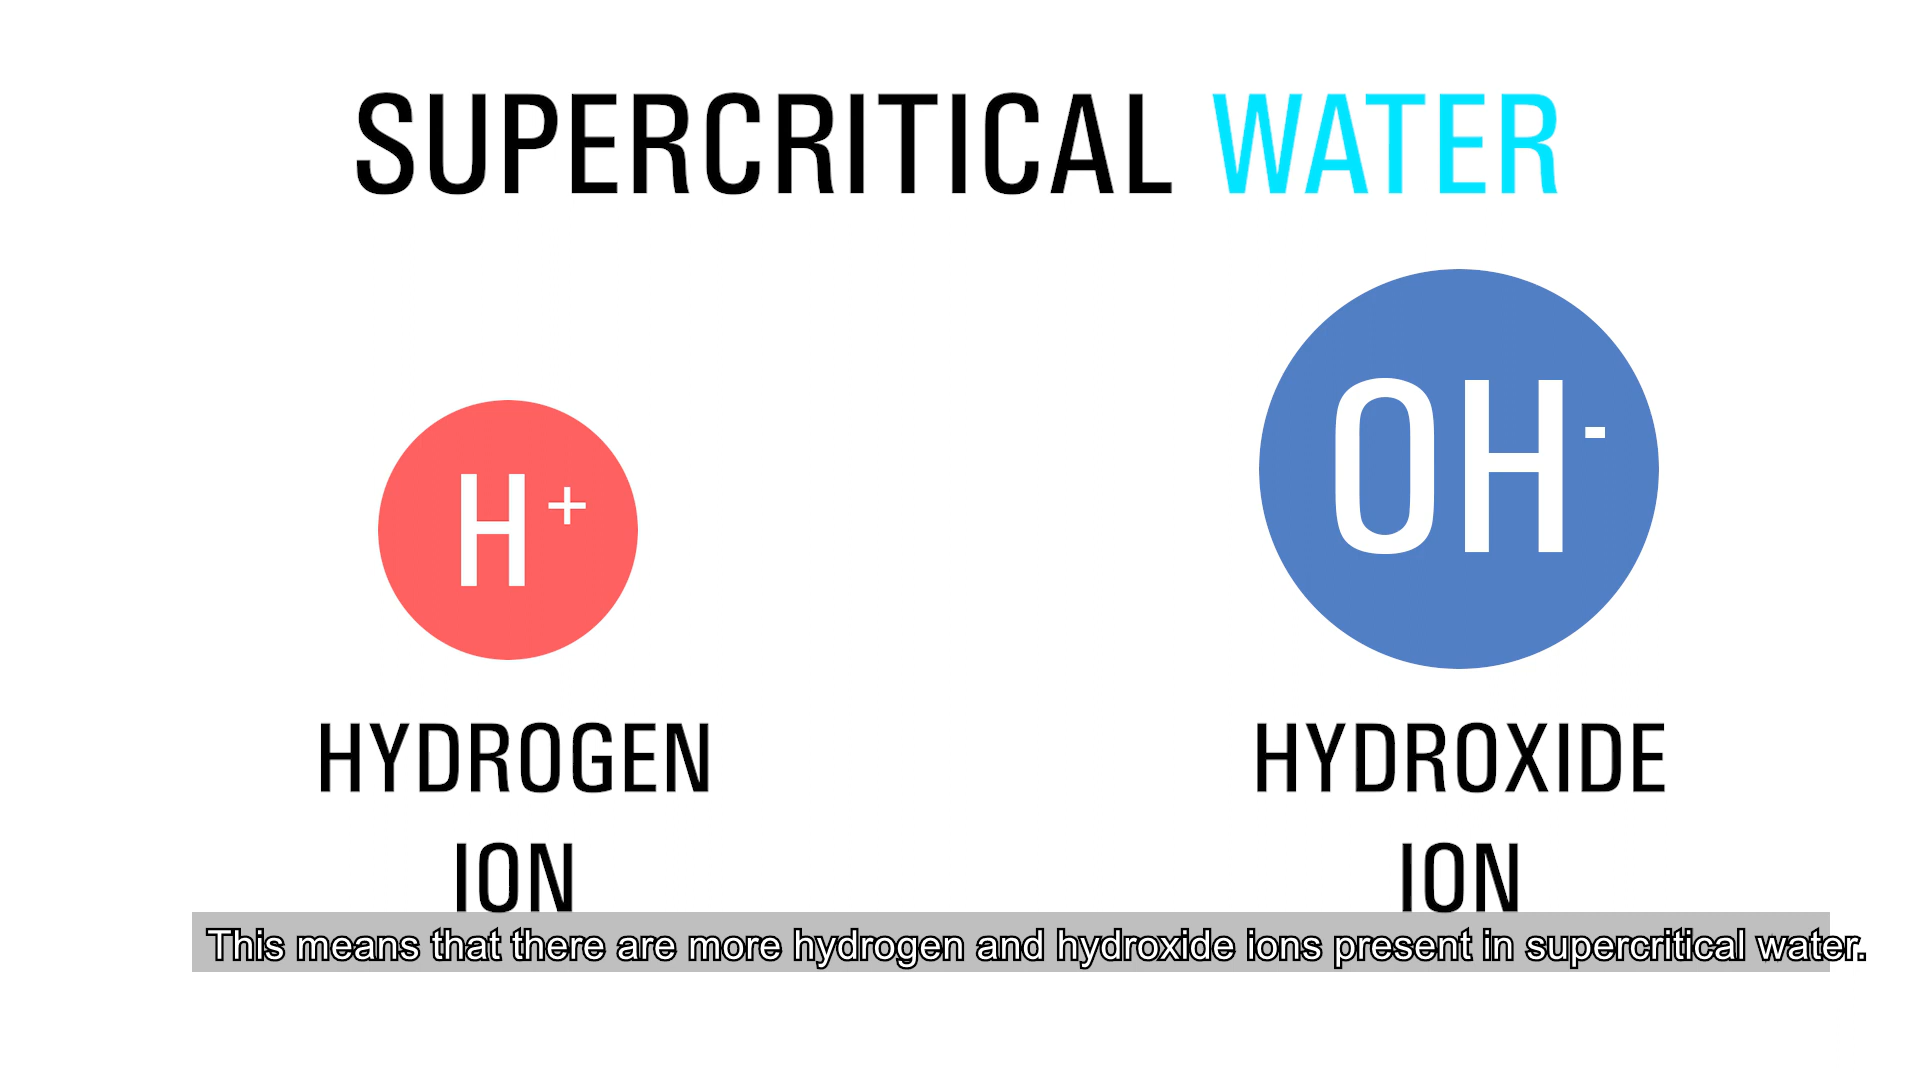 SUPERCRITICAL WATER
H+
OH-
HYDROGEN
ION
HYDROXIDE
ION
This means that there are more hydrogen and hydroxide ions present in supercritical water.